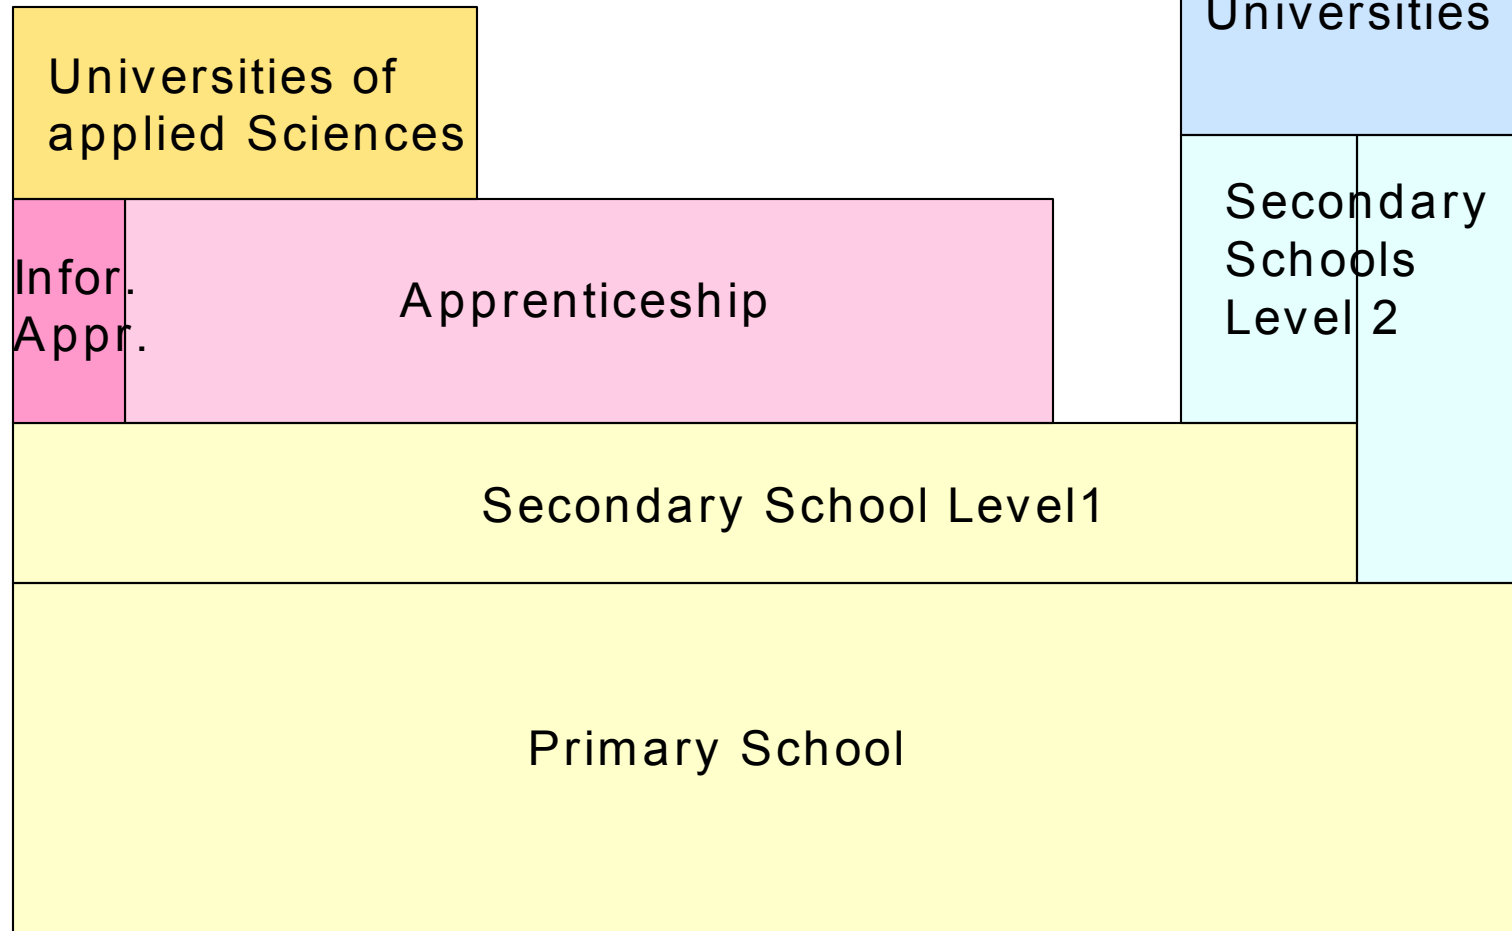 Universities
Universities of
applied Sciences
Secondary
Schools
Level 2
Infor.
Appr.
Apprenticeship
Secondary School Level1
Primary School